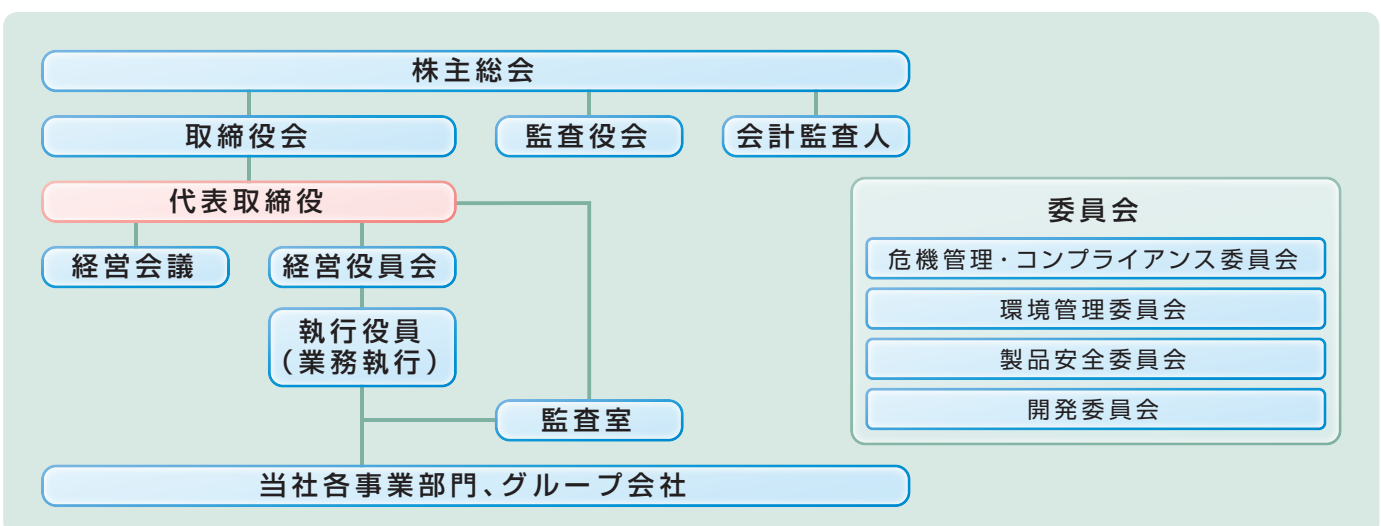 株主総会
取締役会
監査役会
会計監査人
代表取締役
経営会議
経営役員会
執行役員
（業務執行）
監査室
当社各事業部門、グループ会社
委員会
危機管理・コンプライアンス委員会
環境管理委員会
製品安全委員会
開発委員会